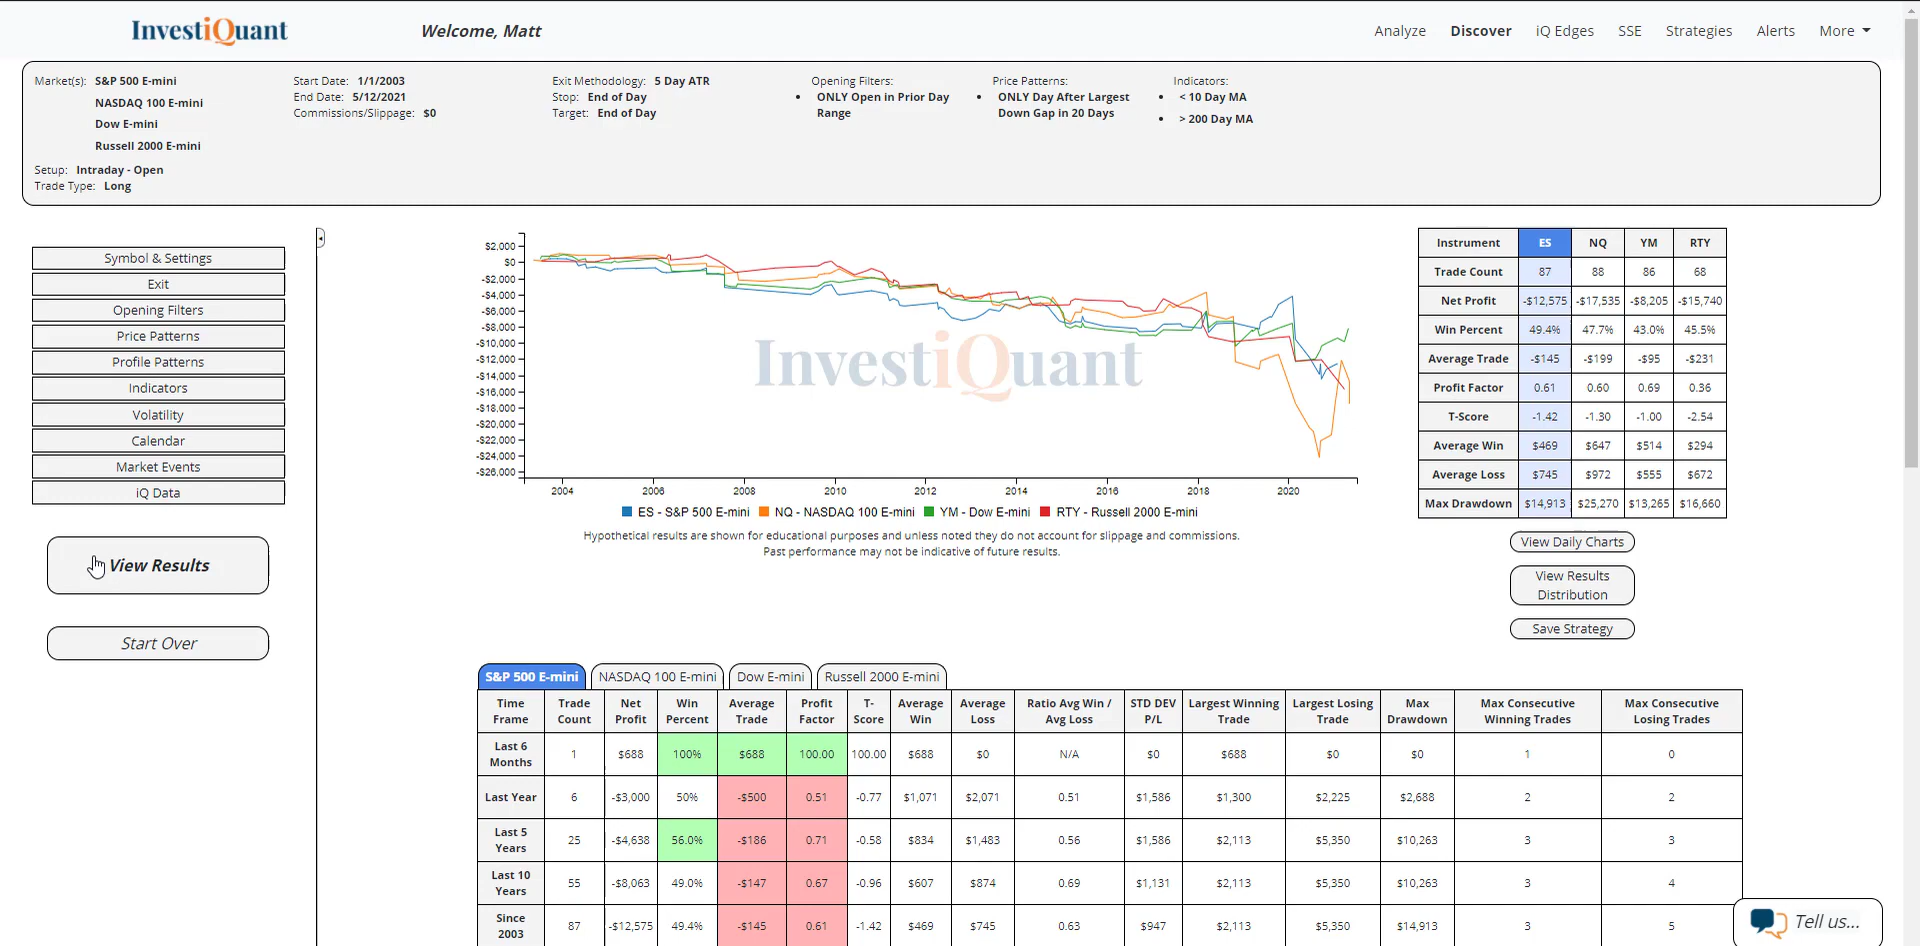 InvestiQuant
Welcome, Matt
Analyze Discover iQ Edges SSE Strategies Alerts More
Market(s): S&P 500 E-mini
NASDAQ 100 E-mini
Dow E-mini
Russell 2000 E-mini
Setup: Intraday - Open
Trade Type: Long
Start Date: 1/1/2003
End Date: 5/12/2021
Commissions/Slippage: $0
Exit Methodology: 5 Day ATR
Stop: End of Day
Target: End of Day
Opening Filters:
• ONLY Open in Prior Day
Range
Price Patterns:
• ONLY Day After Largest
Down Gap in 20 Days
Indicators:
• < 10 Day MA
• > 200 Day MA
Symbol & Settings
Exit
Opening Filters
Price Patterns
Profile Patterns
Indicators
Volatility
Calendar
Market Events
iQ Data
View Results
Start Over
$2,000
$0
-$2,000
-$4,000
-$6,000
-$8,000
-$10,000
-$12,000
-$14,000
-$16,000
-$18,000
-$20,000
-$22,000
-$24,000
-$26,000
InvestiQuant
2004 2006 2008 2010 2012 2014 2016 2018 2020
ES - S&P 500 E-mini NQ - NASDAQ 100 E-mini YM - Dow E-mini RTY - Russell 2000 E-mini
Hypothetical results are shown for educational purposes and unless noted they do not account for slippage and commissions.
Past performance may not be indicative of future results.
Instrument ES NQ YM RTY
Trade Count 87 88 86 68
Net Profit -$12,575 -$17,535 -$8,205 -$15,740
Win Percent 49.4% 47.7% 43.0% 45.5%
Average Trade -$145 -$199 -$95 -$231
Profit Factor 0.61 0.60 0.69 0.36
T-Score -1.42 -1.30 -1.00 -2.54
Average Win $469 $647 $514 $294
Average Loss $745 $972 $555 $672
Max Drawdown $14,913 $25,270 $13,265 $16,660
View Daily Charts
View Results
Distribution
Save Strategy
S&P 500 E-mini NASDAQ 100 E-mini Dow E-mini Russell 2000 E-mini
Time Trade Net Win Average Profit T- Average Average Ratio Avg Win / STD DEV Largest Winning Largest Losing Max Max Consecutive Max Consecutive
Frame Count Profit Percent Trade Factor Score Win Loss Avg Loss P/L Trade Trade Drawdown Winning Trades Losing Trades
Last 6
Months 1 $688 100% $688 100.00 100.00 $688 $0 N/A $0 $688 $0 $0 1 0
Last Year 6 -$3,000 50% -$500 0.51 -0.77 $1,071 $2,071 0.51 $1,586 $1,300 $2,225 $2,688 2 2
Last 5
Years 25 -$4,638 56.0% -$186 0.71 -0.58 $834 $1,483 0.56 $1,586 $2,113 $5,350 $10,263 3 3
Last 10
Years 55 -$8,063 49.0% -$147 0.67 -0.96 $607 $874 0.69 $1,131 $2,113 $5,350 $10,263 3 4
Since
2003 87 -$12,575 49.4% -$145 0.61 -1.42 $469 $745 0.63 $947 $2,113 $5,350 $14,913 3 5
Tell us...